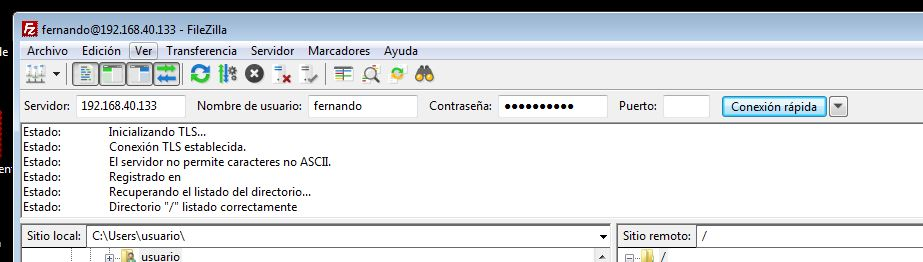 fernando@192.168.40.133 - FileZilla
Archivo Edición Ver Transferencia Servidor Marcadores Ayuda
Servidor: 192.168.40.133 Nombre de usuario: fernando Contraseña: ●●●●●●●●●● Puerto: Conexión rápida
Estado: Inicializando TLS...
Estado: Conexión TLS establecida.
Estado: El servidor no permite caracteres no ASCII.
Estado: Registrado en
Estado: Recuperando el listado del directorio...
Estado: Directorio "/" listado correctamente
Sitio local: C:\Users\usuario\ Sitio remoto: /
usuario /